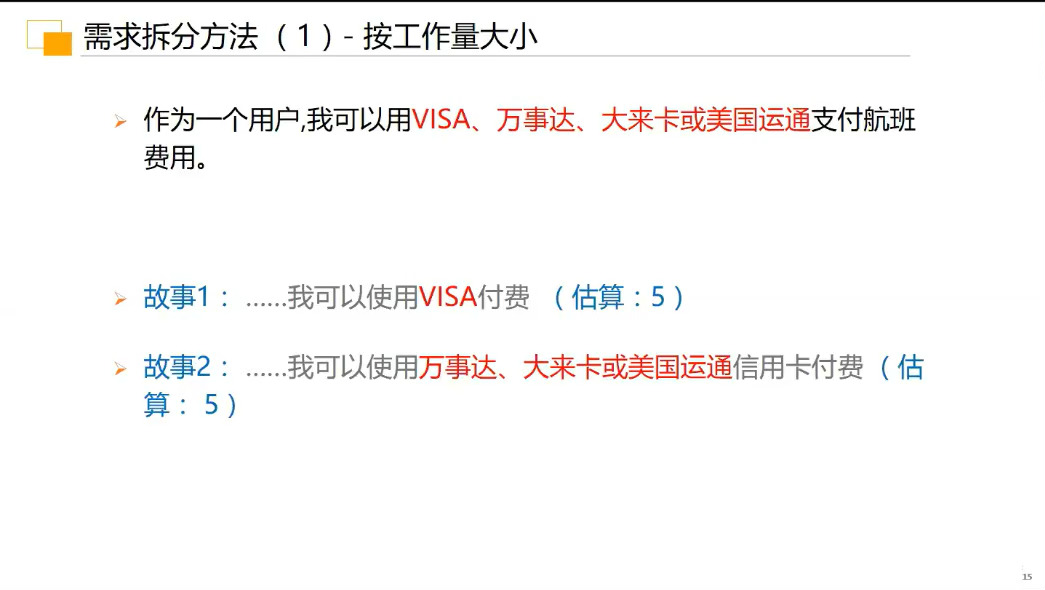 需求拆分方法（1）- 按工作量大小
作为一个用户,我可以用VISA、万事达、大来卡或美国运通支付航班
费用。
故事1： ……我可以使用VISA付费 （估算：5）
故事2： ……我可以使用万事达、大来卡或美国运通信用卡付费（估
算： 5）
15